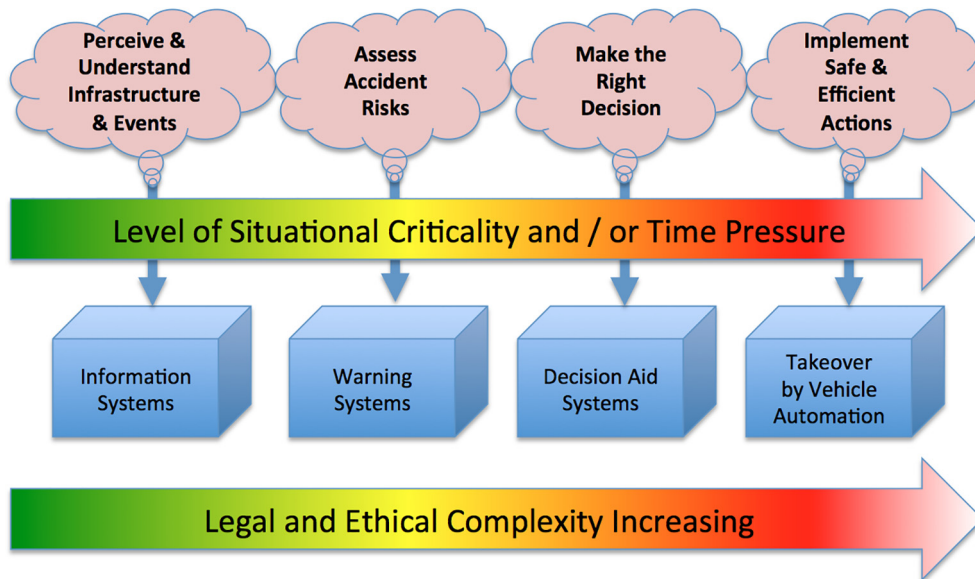 Perceive &
Understand
Infrastructure
& Events
Assess
Accident
Risks
Make the
Right
Decision
Implement
Safe &
Efficient
Actions
Level of Situational Criticality and / or Time Pressure
Information
Systems
Warning
Systems
Decision Aid
Systems
Takeover
by Vehicle
Automation
Legal and Ethical Complexity Increasing